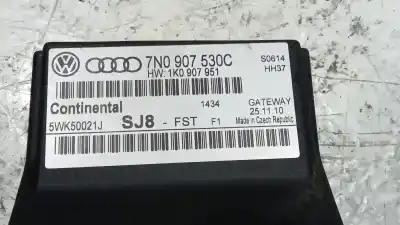 7N0 907 530C
HW: 1K0 907 951
S0614
HH37
Continental
1434
GATEWAY
25.11.10
5WK50021J
SJ8 - FST F1
Made in Czech Republic